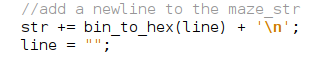 //add a newline to the maze_str
str += bin_to_hex(line) + '\n';
line = "";